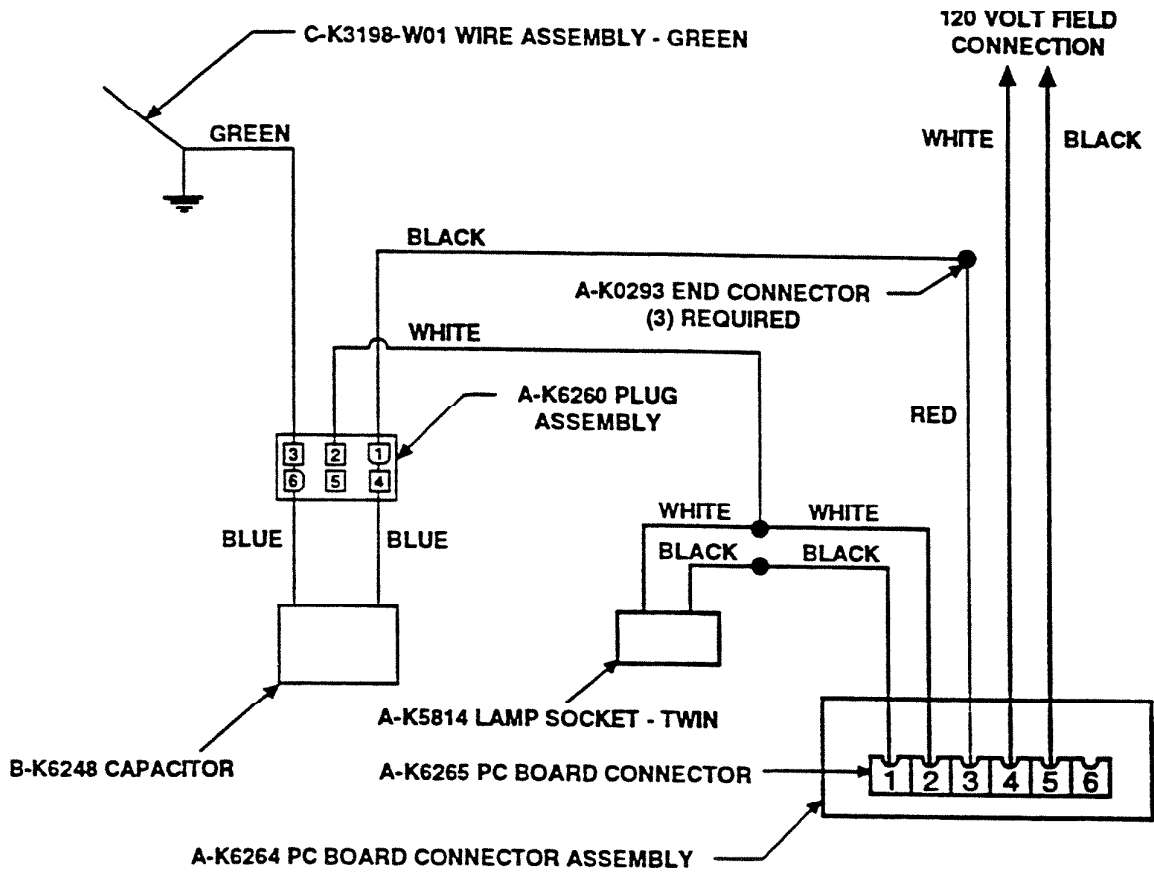 120 VOLT FIELD
CONNECTION
C-K3198-W01 WIRE ASSEMBLY - GREEN
GREEN
WHITE
BLACK
BLACK
A-K0293 END CONNECTOR
(3) REQUIRED
WHITE
A-K6260 PLUG
ASSEMBLY
RED
3 2 1
6 5 4
WHITE
WHITE
BLUE
BLUE
BLACK
BLACK
A-K5814 LAMP SOCKET - TWIN
B-K6248 CAPACITOR
A-K6265 PC BOARD CONNECTOR
1 2 3 4 5 6
A-K6264 PC BOARD CONNECTOR ASSEMBLY